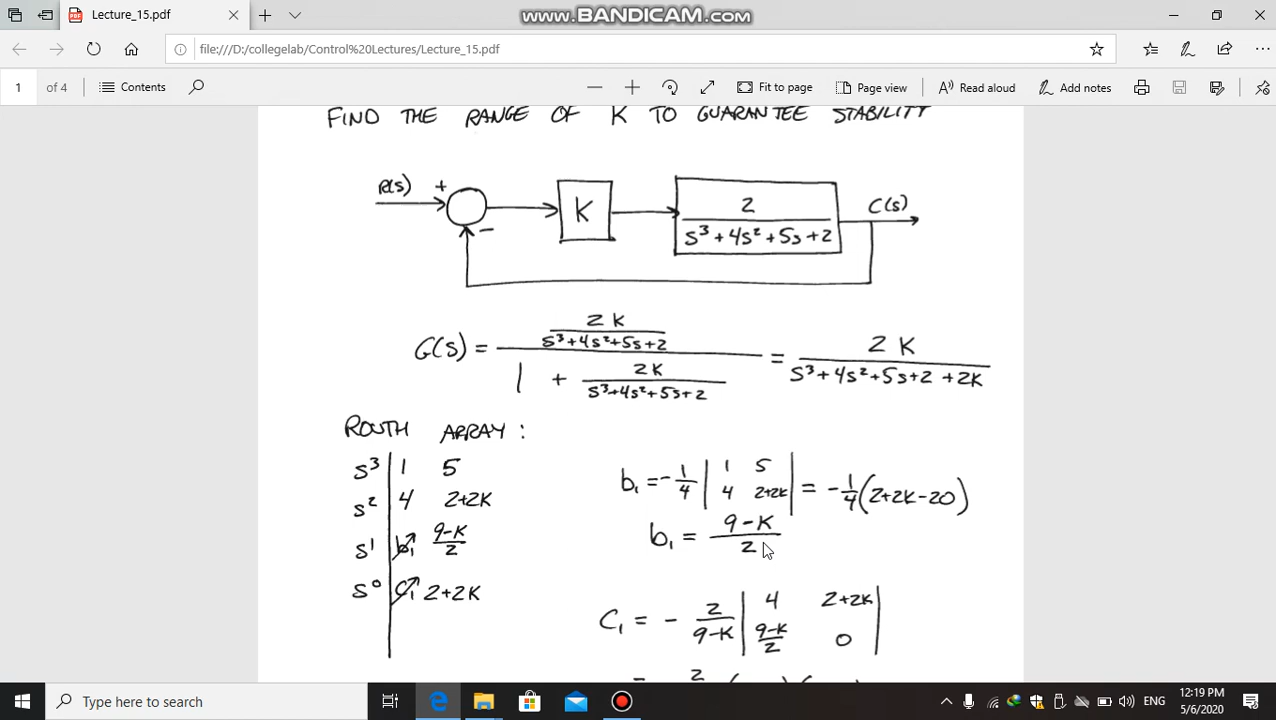 www.BANDICAM.com
Lecture_15.pdf
file:///D:/collegelab/Control%20Lectures/Lecture_15.pdf
1 of 4 Contents Fit to page Page view Read aloud Add notes
FIND THE RANGE OF K TO GUARANTEE STABILITY
R(s) + - K 2 / (s³+4s²+5s+2) C(s)
G(s) = (2K / (s³+4s²+5s+2)) / (1 + 2K / (s³+4s²+5s+2)) = 2K / (s³+4s²+5s+2+2K)
ROUTH ARRAY :
s³ | 1 5
s² | 4 2+2K
s¹ | b₁ (9-K)/2
s⁰ | C₁ 2+2K
b₁ = -1/4 | 1 5 ; 4 2+2K | = -1/4 (2+2K-20)
b₁ = (9-K)/2
C₁ = - 2/(9-K) | 4 2+2K ; (9-K)/2 0 |
Type here to search
ENG
12:19 PM
5/6/2020